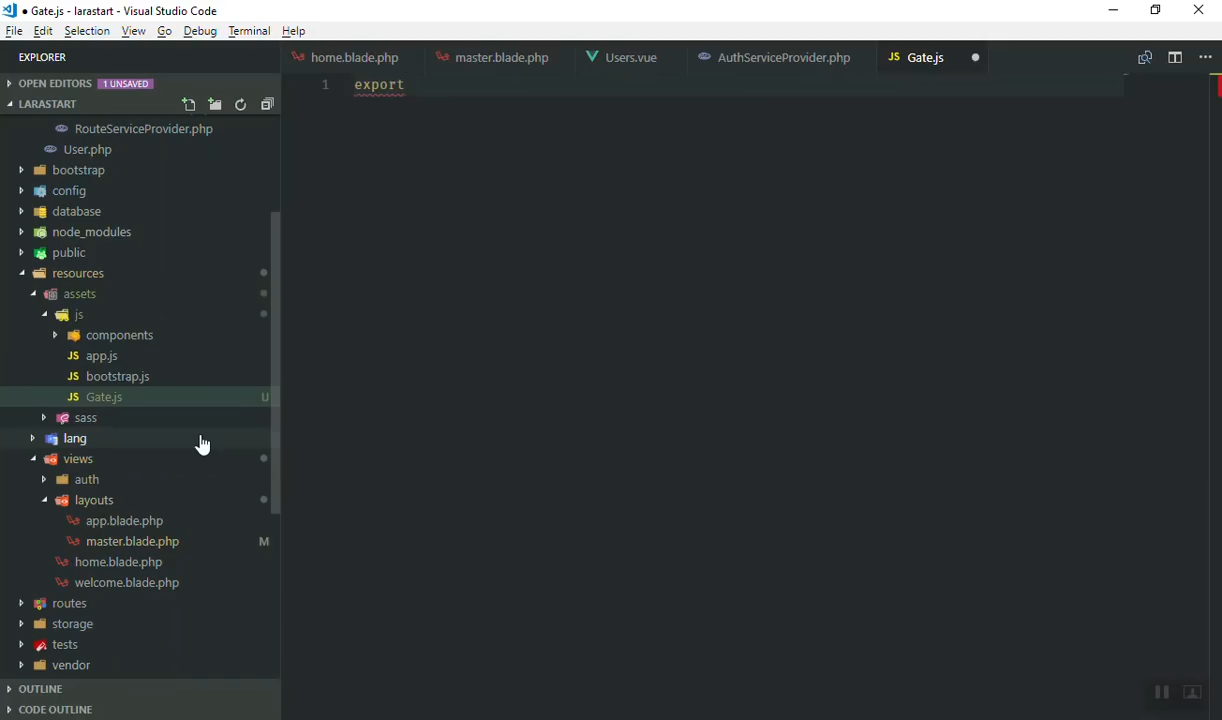 ● Gate.js - larastart - Visual Studio Code
File Edit Selection View Go Debug Terminal Help
EXPLORER
home.blade.php master.blade.php Users.vue AuthServiceProvider.php JS Gate.js
OPEN EDITORS 1 UNSAVED
LARASTART
1 export
RouteServiceProvider.php
User.php
bootstrap
config
database
node_modules
public
resources
assets
js
components
JS app.js
JS bootstrap.js
JS Gate.js U
sass
lang
views
auth
layouts
app.blade.php
master.blade.php M
home.blade.php
welcome.blade.php
routes
storage
tests
vendor
OUTLINE
CODE OUTLINE